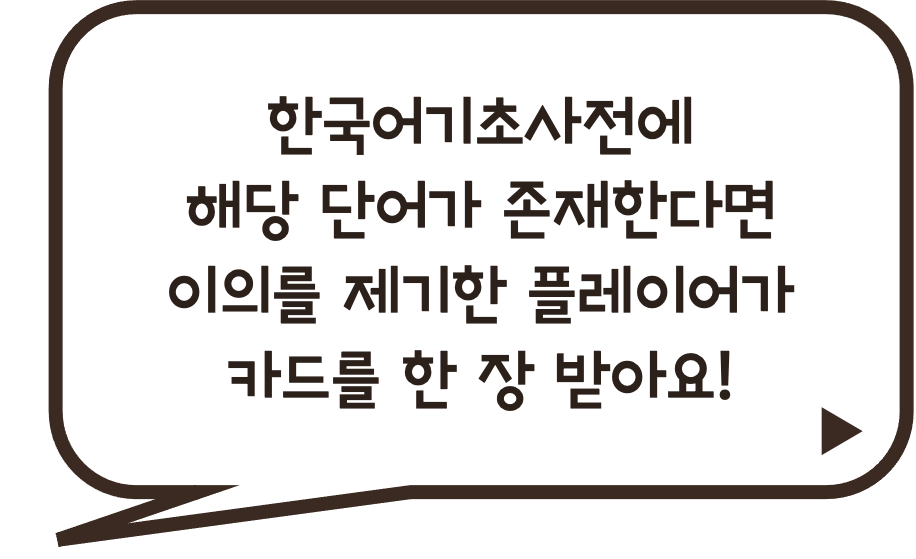 한국어기초사전에
해당 단어가 존재한다면
이의를 제기한 플레이어가
카드를 한 장 받아요!